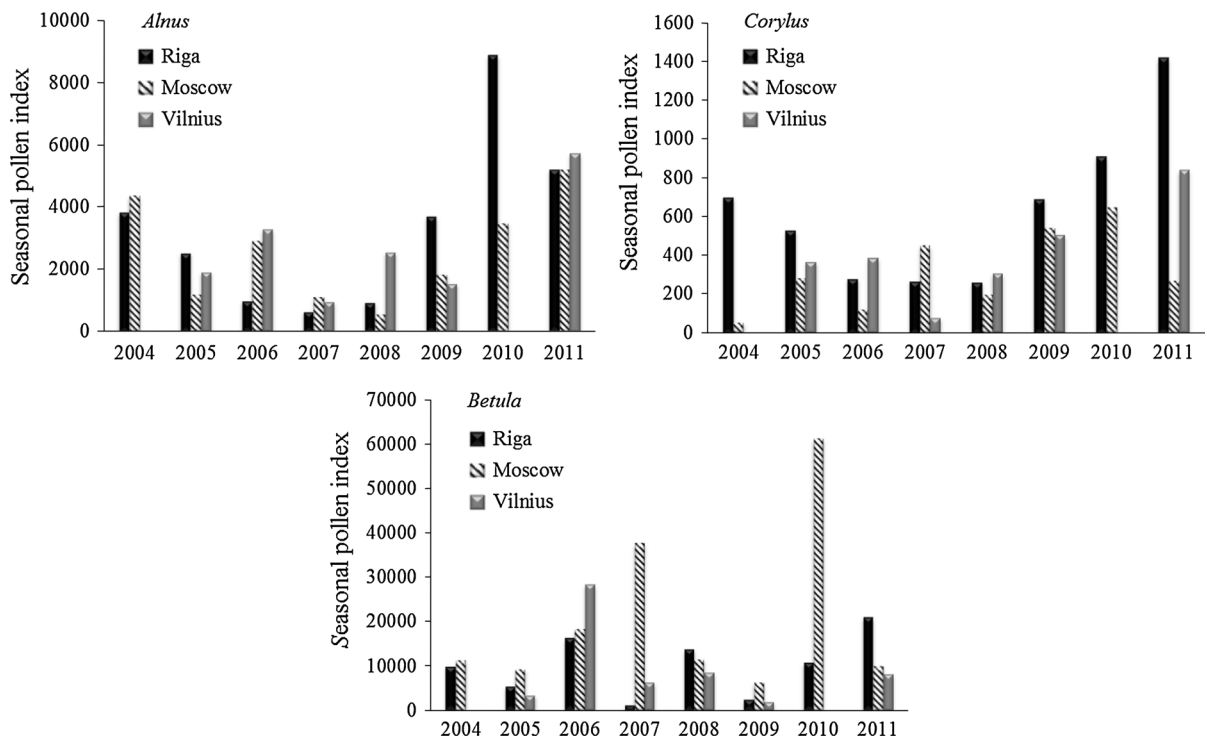 Alnus
Riga
Moscow
Vilnius
Seasonal pollen index
10000
8000
6000
4000
2000
0
2004 2005 2006 2007 2008 2009 2010 2011
Corylus
Riga
Moscow
Vilnius
Seasonal pollen index
1600
1400
1200
1000
800
600
400
200
0
2004 2005 2006 2007 2008 2009 2010 2011
Betula
Riga
Moscow
Vilnius
Seasonal pollen index
70000
60000
50000
40000
30000
20000
10000
0
2004 2005 2006 2007 2008 2009 2010 2011